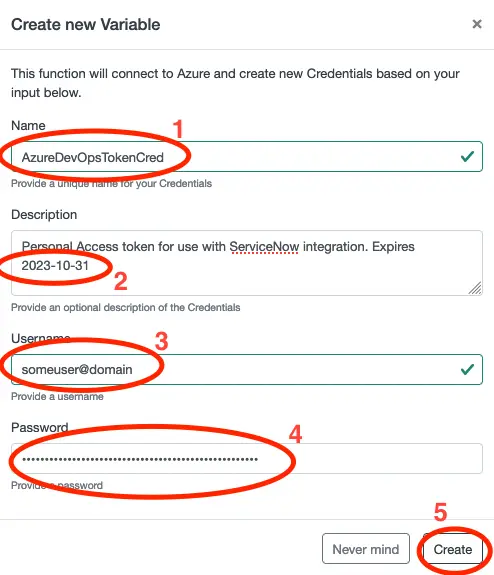 Create new Variable ×
This function will connect to Azure and create new Credentials based on your
input below.
Name 1
AzureDevOpsTokenCred
Provide a unique name for your Credentials
Description
Personal Access token for use with ServiceNow integration. Expires
2023-10-31
2
Provide an optional description of the Credentials
Username 3
someuser@domain
Provide a username
Password 4
••••••••••••••••••••••••••••••••••••••••••••••••••••
Provide a password
5
Never mind Create